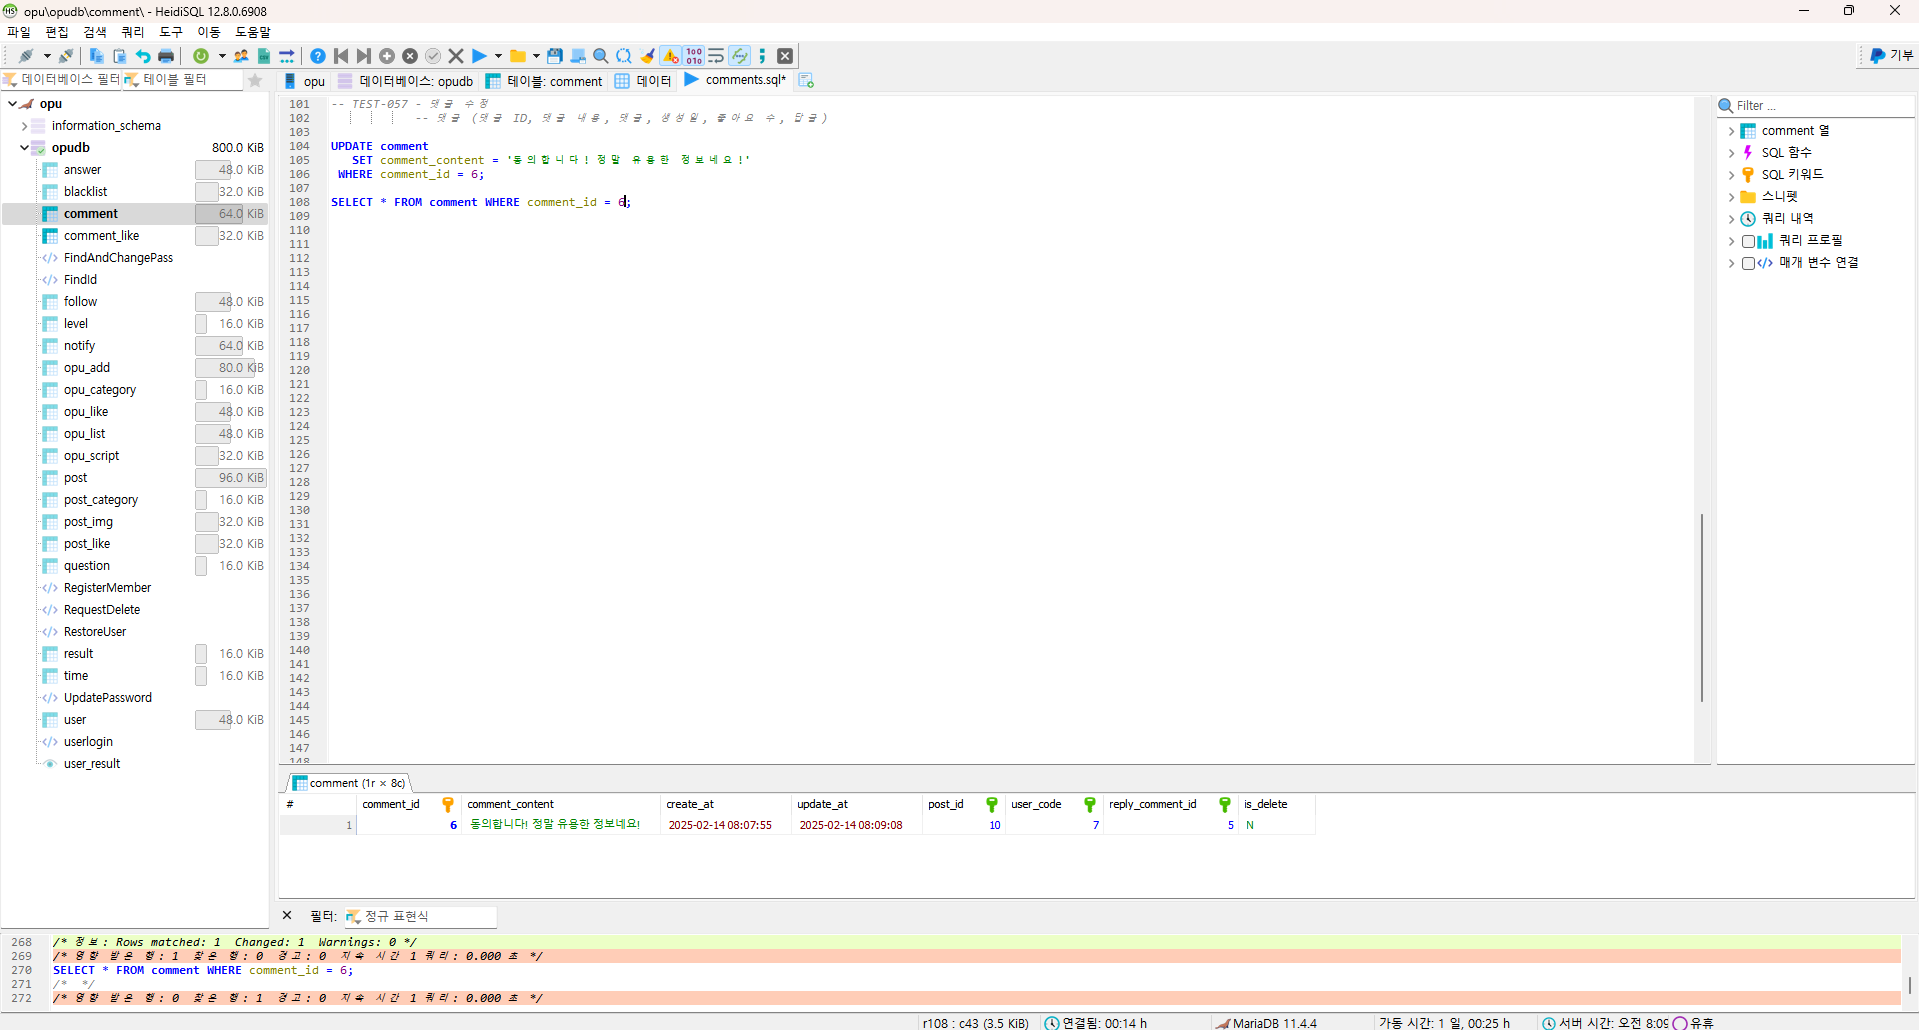 opu\opudb\comment\ - HeidiSQL 12.8.0.6908
파일 편집 검색 쿼리 도구 이동 도움말
기부
데이터베이스 필터 테이블 필터
opu 데이터베이스: opudb 테이블: comment 데이터 comments.sql*
opu
information_schema
opudb 800.0 KiB
answer 48.0 KiB
blacklist 32.0 KiB
comment 64.0 KiB
comment_like 32.0 KiB
FindAndChangePass
FindId
follow 48.0 KiB
level 16.0 KiB
notify 64.0 KiB
opu_add 80.0 KiB
opu_category 16.0 KiB
opu_like 48.0 KiB
opu_list 48.0 KiB
opu_script 32.0 KiB
post 96.0 KiB
post_category 16.0 KiB
post_img 32.0 KiB
post_like 32.0 KiB
question 16.0 KiB
RegisterMember
RequestDelete
RestoreUser
result 16.0 KiB
time 16.0 KiB
UpdatePassword
user 48.0 KiB
userlogin
user_result
101 -- TEST-057 - 댓글 수정
102 -- 댓글 (댓글 ID, 댓글 내용, 댓글, 생성일, 좋아요 수, 답글)
103
104 UPDATE comment
105 SET comment_content = '동의합니다! 정말 유용한 정보네요!'
106 WHERE comment_id = 6;
107
108 SELECT * FROM comment WHERE comment_id = 6;
109
110
111
112
113
114
115
116
117
118
119
120
121
122
123
124
125
126
127
128
129
130
131
132
133
134
135
136
137
138
139
140
141
142
143
144
145
146
147
148
Filter ...
comment 열
SQL 함수
SQL 키워드
스니펫
쿼리 내역
쿼리 프로필
매개 변수 연결
comment (1r × 8c)
# comment_id comment_content create_at update_at post_id user_code reply_comment_id is_delete
1 6 동의합니다! 정말 유용한 정보네요! 2025-02-14 08:07:55 2025-02-14 08:09:08 10 7 5 N
필터: 정규 표현식
268 /* 정보: Rows matched: 1 Changed: 1 Warnings: 0 */
269 /* 영향 받은 행: 1 찾은 행: 0 경고: 0 지속 시간 1 쿼리: 0.000 초 */
270 SELECT * FROM comment WHERE comment_id = 6;
271 /* */
272 /* 영향 받은 행: 0 찾은 행: 1 경고: 0 지속 시간 1 쿼리: 0.000 초 */
r108 : c43 (3.5 KiB) 연결됨: 00:14 h MariaDB 11.4.4 가동 시간: 1 일, 00:25 h 서버 시간: 오전 8:09 유휴